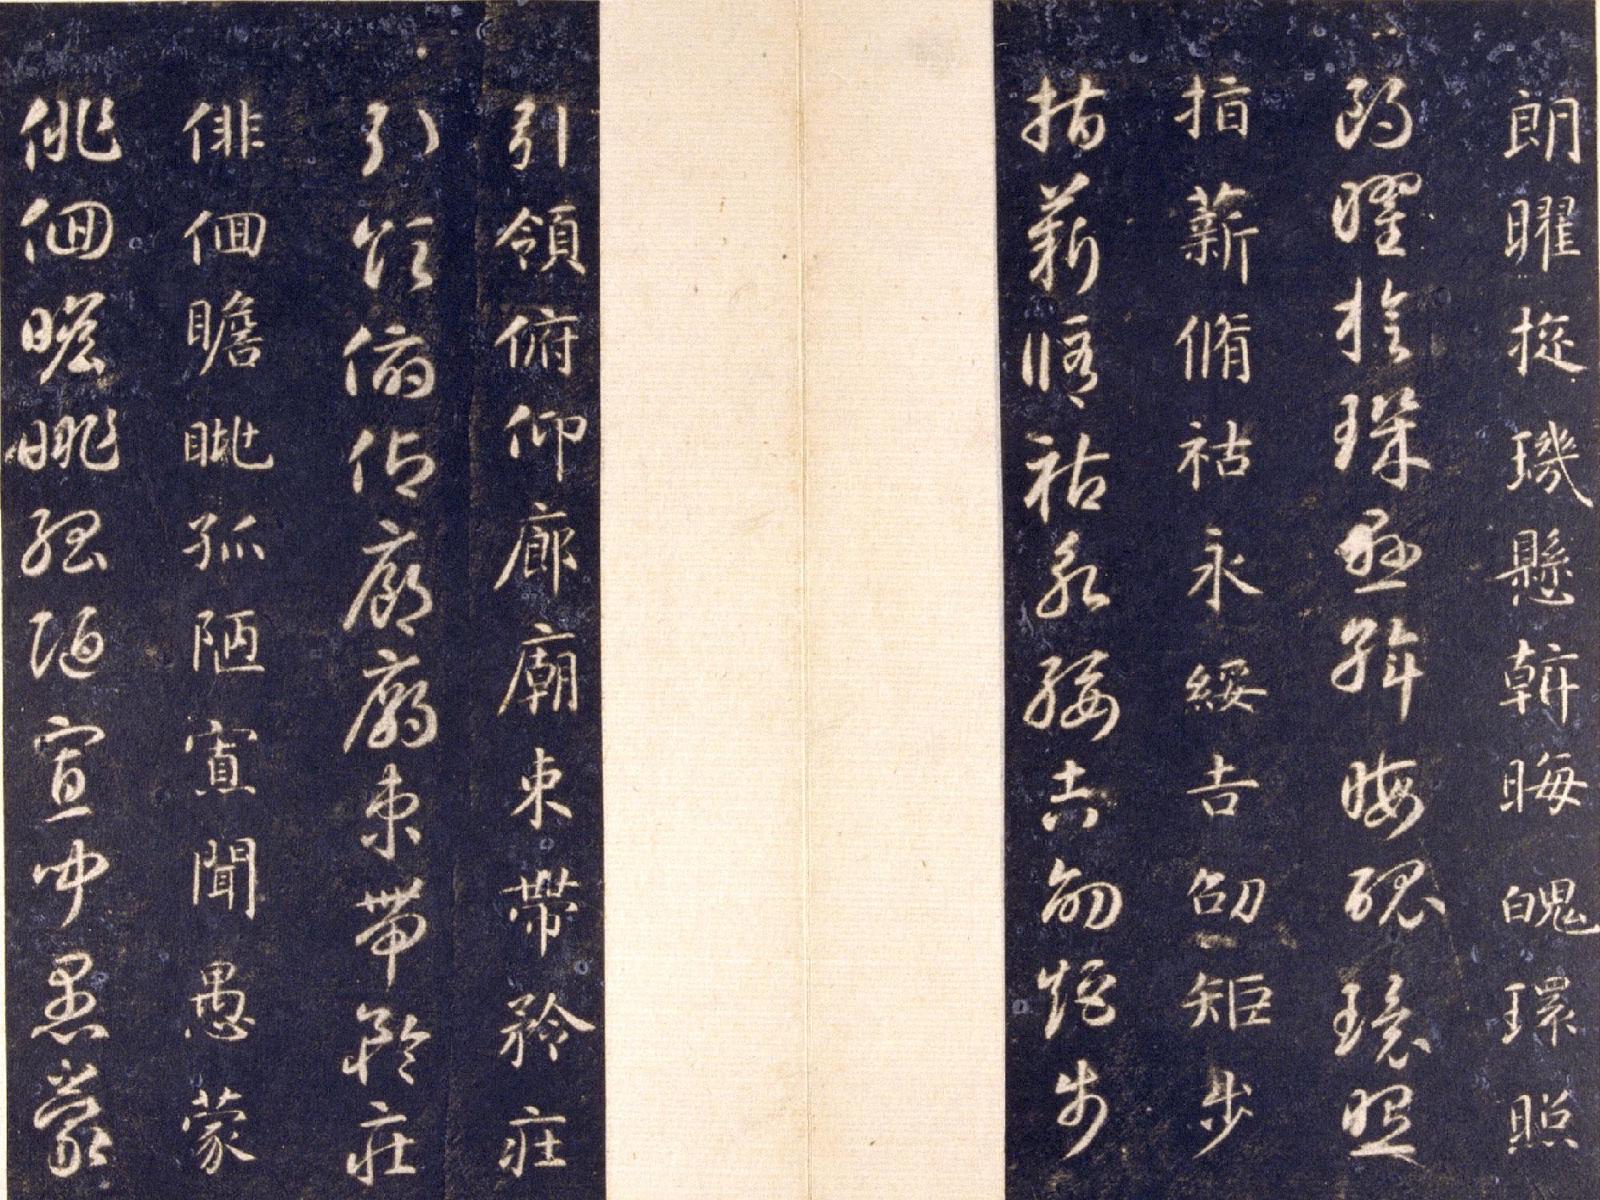 朗曜旋璣懸斡晦魄環照
朗曜旋璣懸斡晦魄環照
指薪脩祜永綏吉劭矩步
指薪脩祜永綏吉劭矩步
引領俯仰廊廟束帶矜莊
引領俯仰廊廟束帶矜莊
俳佪瞻眺孤陋寡聞愚蒙
俳佪瞻眺孤陋寡聞愚蒙